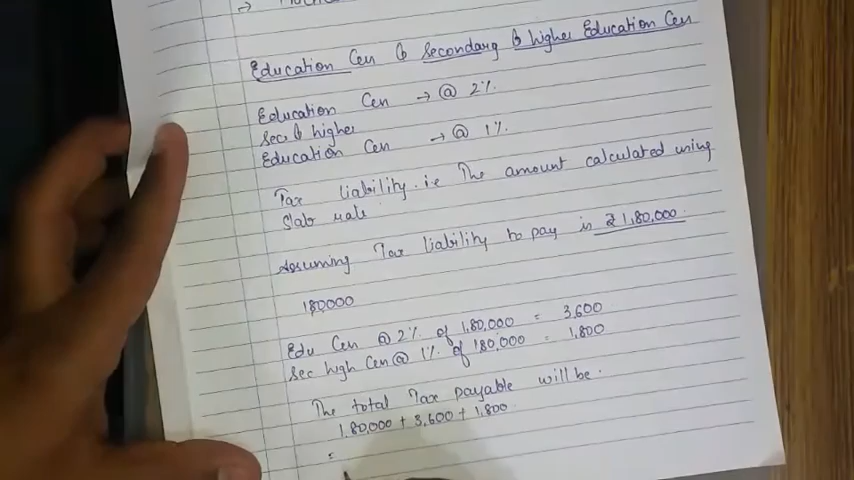 Education Cess & Secondary & higher Education Cess
Education Cess → @ 2%.
Sec & higher
Education Cess → @ 1%.
Tax liability i.e The amount calculated using
Slab rate
Assuming Tax liability to pay is ₹ 1,80,000.
180000
Edu Cess @ 2% of 1,80,000 = 3,600
Sec high Cess @ 1% of 180,000 = 1,800
The total Tax payable will be.
1,80,000 + 3,600 + 1,800
=